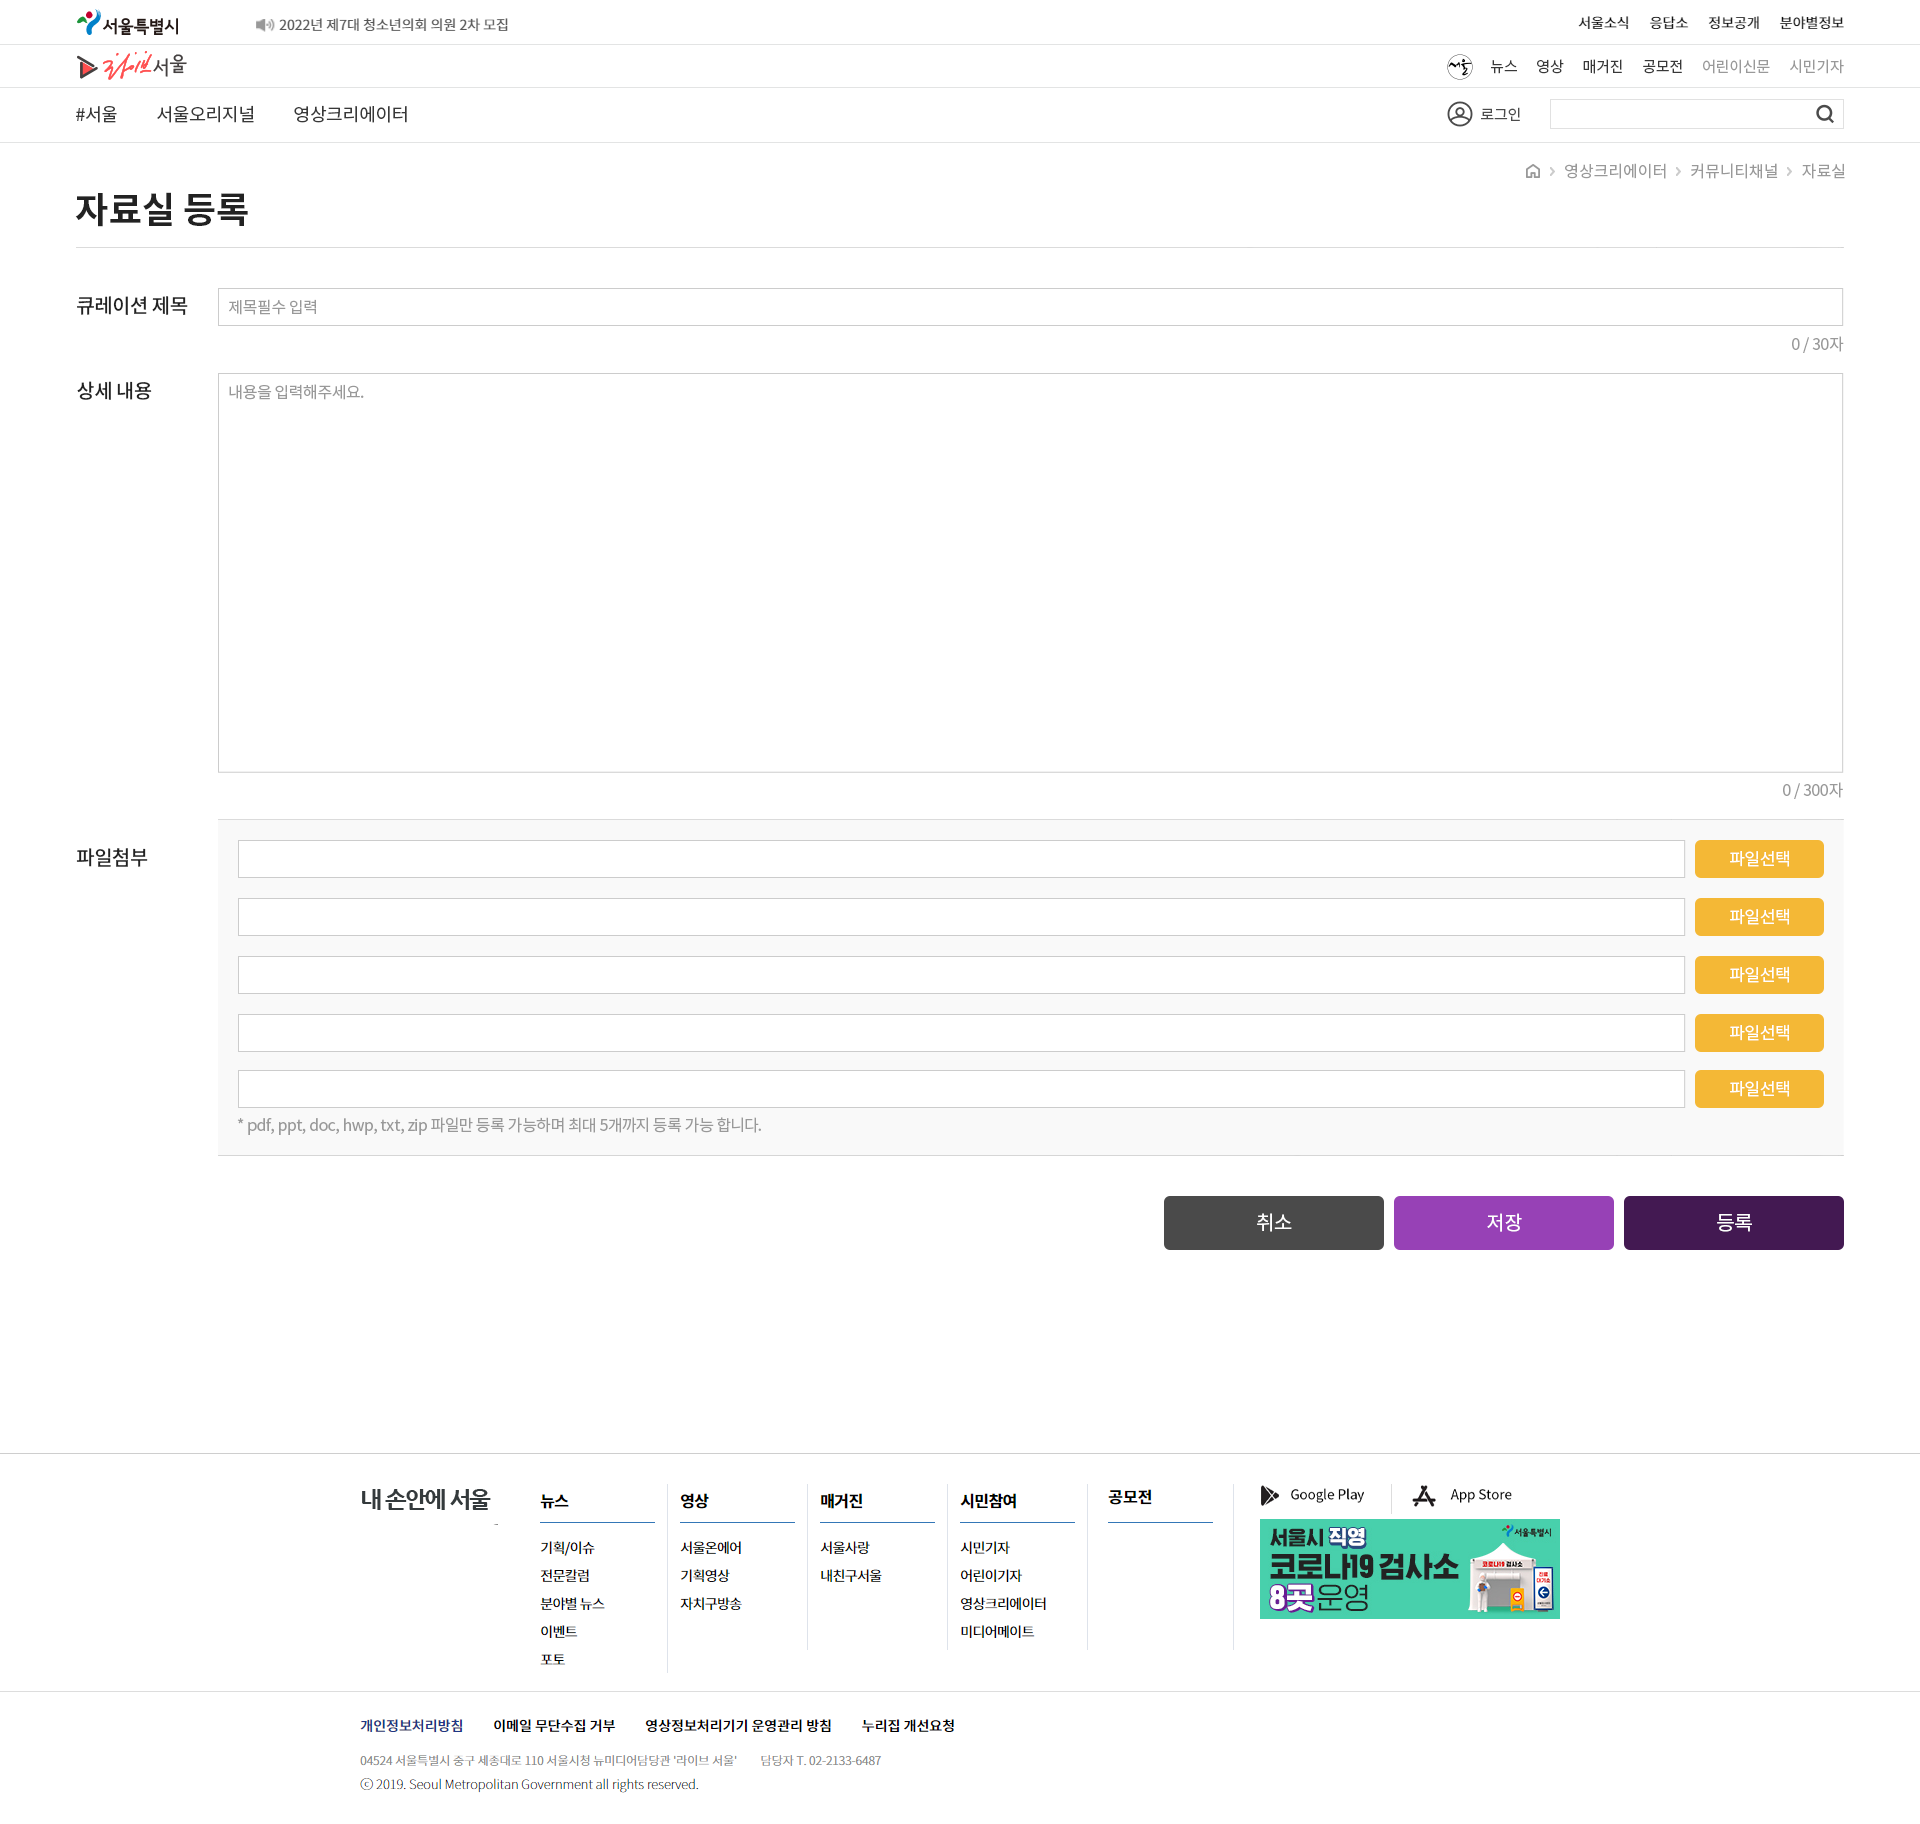 서울특별시
2022년 제7대 청소년의회 의원 2차 모집
서울소식 응답소 정보공개 분야별정보
라이브서울
서울 뉴스 영상 매거진 공모전 어린이신문 시민기자
#서울 서울오리지널 영상크리에이터
로그인
영상크리에이터 > 커뮤니티채널 > 자료실
자료실 등록
큐레이션 제목
제목필수 입력
0 / 30자
상세 내용
내용을 입력해주세요.
0 / 300자
파일첨부
파일선택
파일선택
파일선택
파일선택
파일선택
* pdf, ppt, doc, hwp, txt, zip 파일만 등록 가능하며 최대 5개까지 등록 가능 합니다.
취소 저장 등록
내 손안에 서울
뉴스
기획/이슈
전문칼럼
분야별 뉴스
이벤트
포토
영상
서울온에어
기획영상
자치구방송
매거진
서울사랑
내친구서울
시민참여
시민기자
어린이기자
영상크리에이터
미디어메이트
공모전
Google Play
App Store
서울시 직영
코로나19 검사소
8곳 운영
서울특별시
코로나19 검사소
개인정보처리방침 이메일 무단수집 거부 영상정보처리기기 운영관리 방침 누리집 개선요청
04524 서울특별시 중구 세종대로 110 서울시청 뉴미디어담당관 '라이브 서울' 담당자 T. 02-2133-6487
ⓒ 2019. Seoul Metropolitan Government all rights reserved.